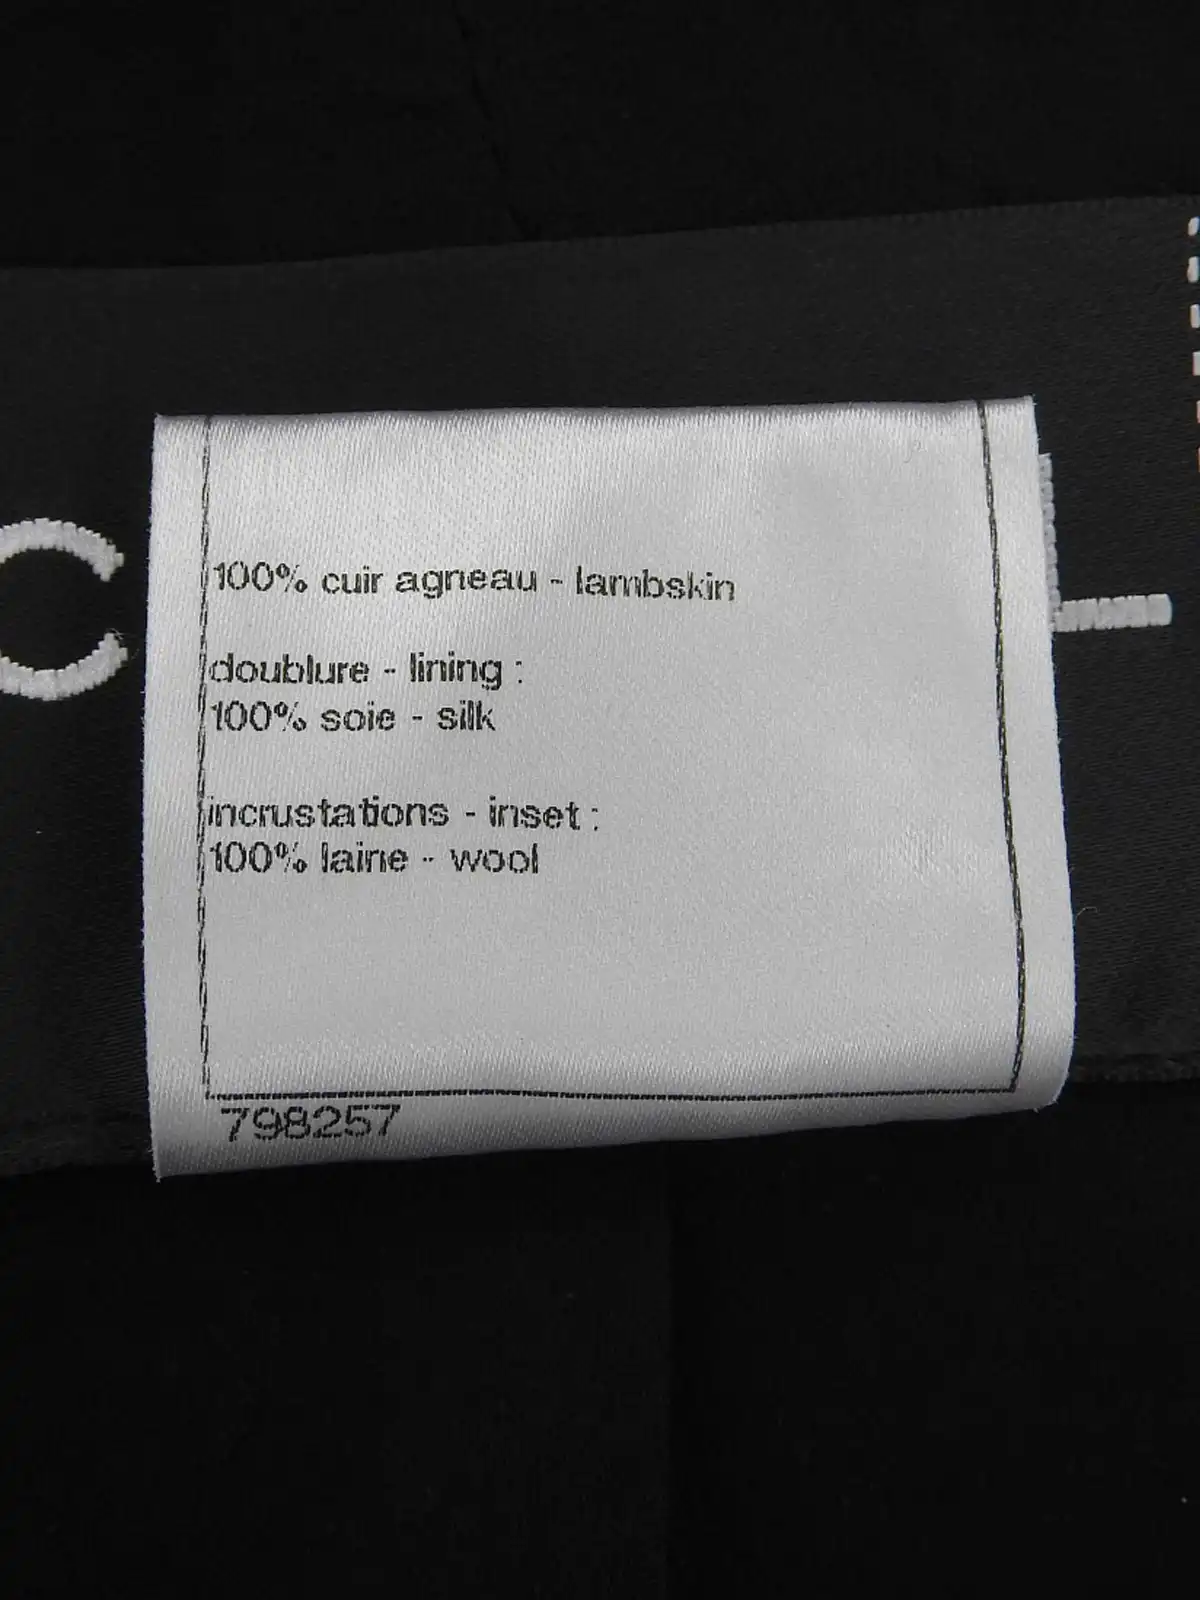 100% cuir agneau - lambskin
doublure - lining :
100% soie - silk
incrustations - inset :
100% laine - wool
798257
C
L